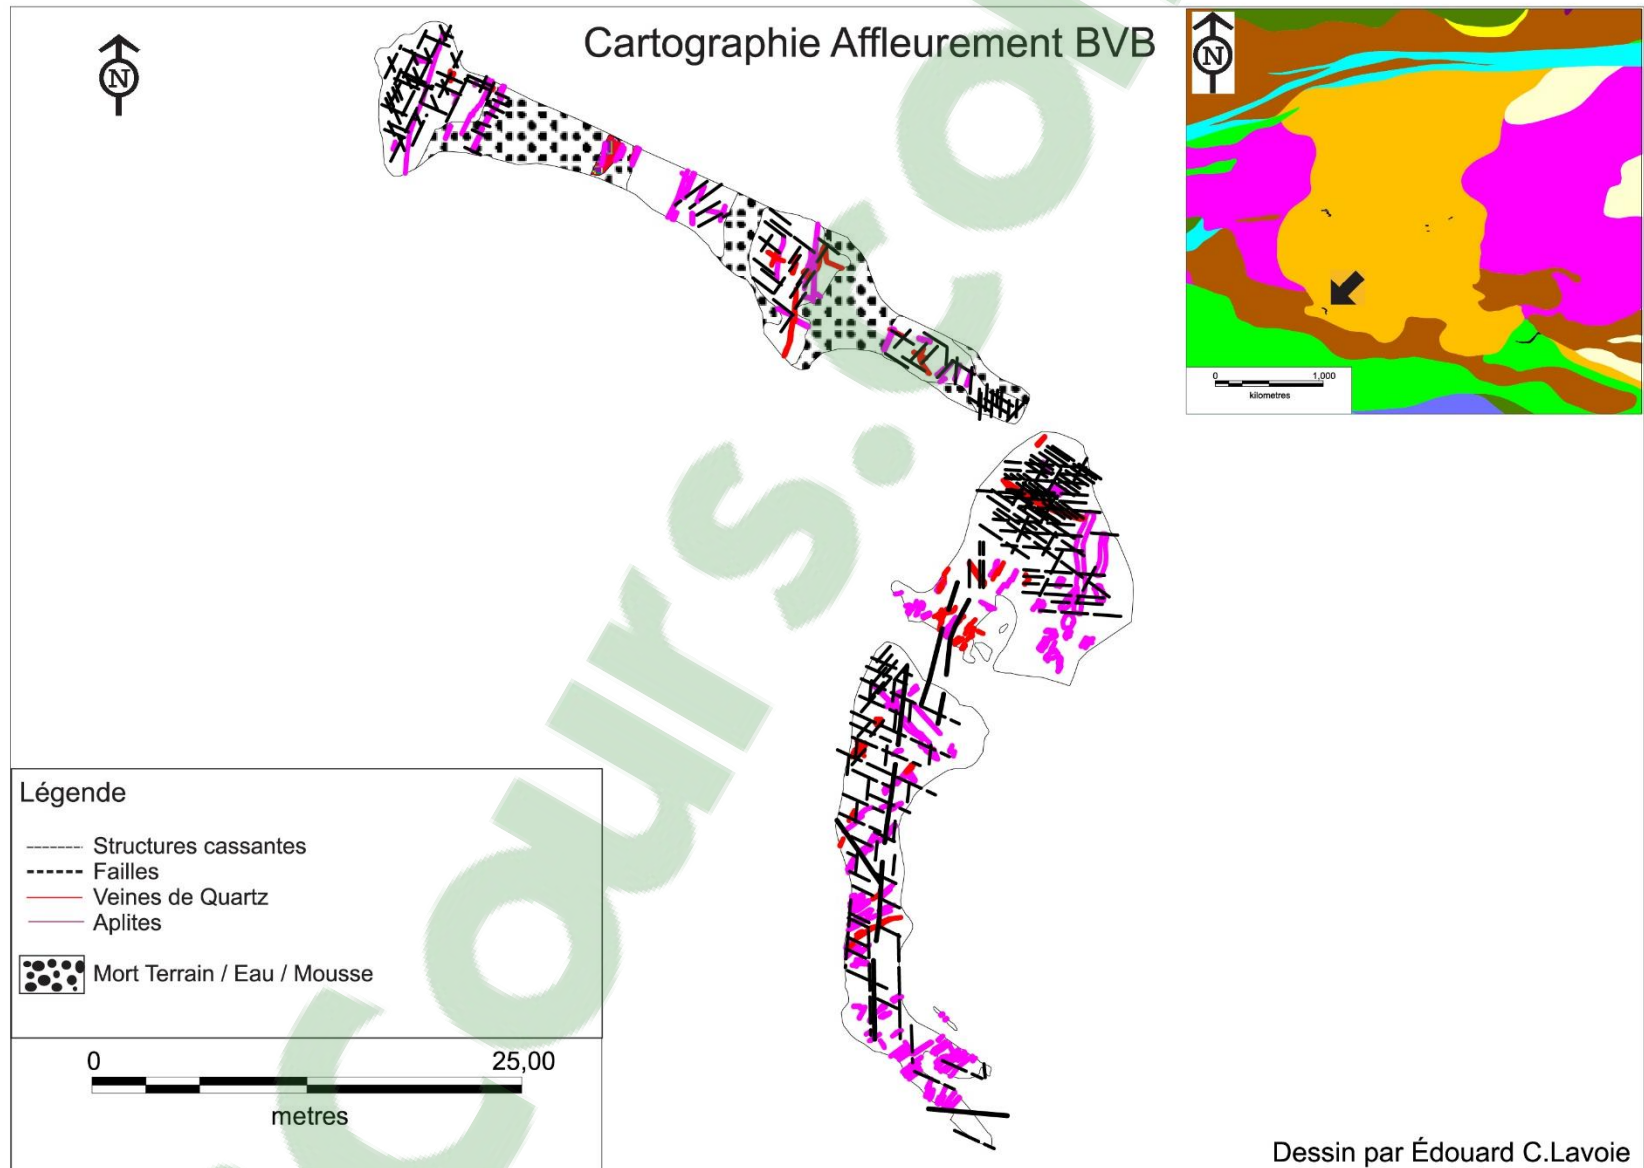 Cartographie Affleurement BVB
N
N
0 1,000
kilometres
Légende
Structures cassantes
Failles
Veines de Quartz
Aplites
Mort Terrain / Eau / Mousse
0 25,00
metres
Dessin par Édouard C.Lavoie